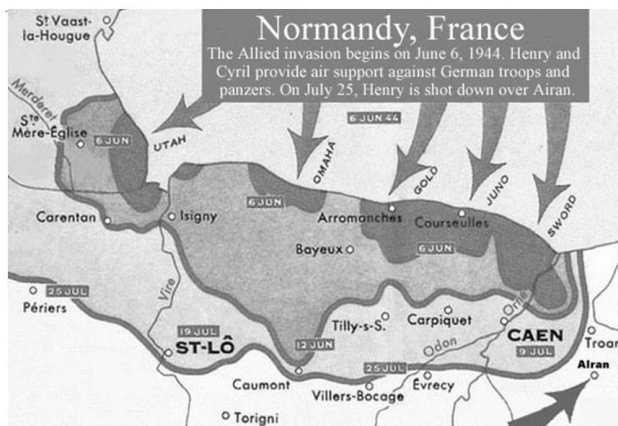 St Vaast-
la-Hougue
Normandy, France
The Allied invasion begins on June 6, 1944. Henry and
Cyril provide air support against German troops and
panzers. On July 25, Henry is shot down over Airan.
Merderet
Ste
Mère-Église
6 JUN
UTAH
6 JUN 44
OMAHA
GOLD
JUNO
SWORD
6 JUN
Carentan
Isigny
Arromanches
Courseulles
Bayeux
6 JUN
Périers
25 JUL
Vire
19 JUL
ST-LÔ
12 JUN
Tilly-s-S.
Carpiquet
Odon
Orne
CAEN
9 JUL
Troar
Airan
Caumont
25 JUL
Villers-Bocage
Évrecy
Torigni